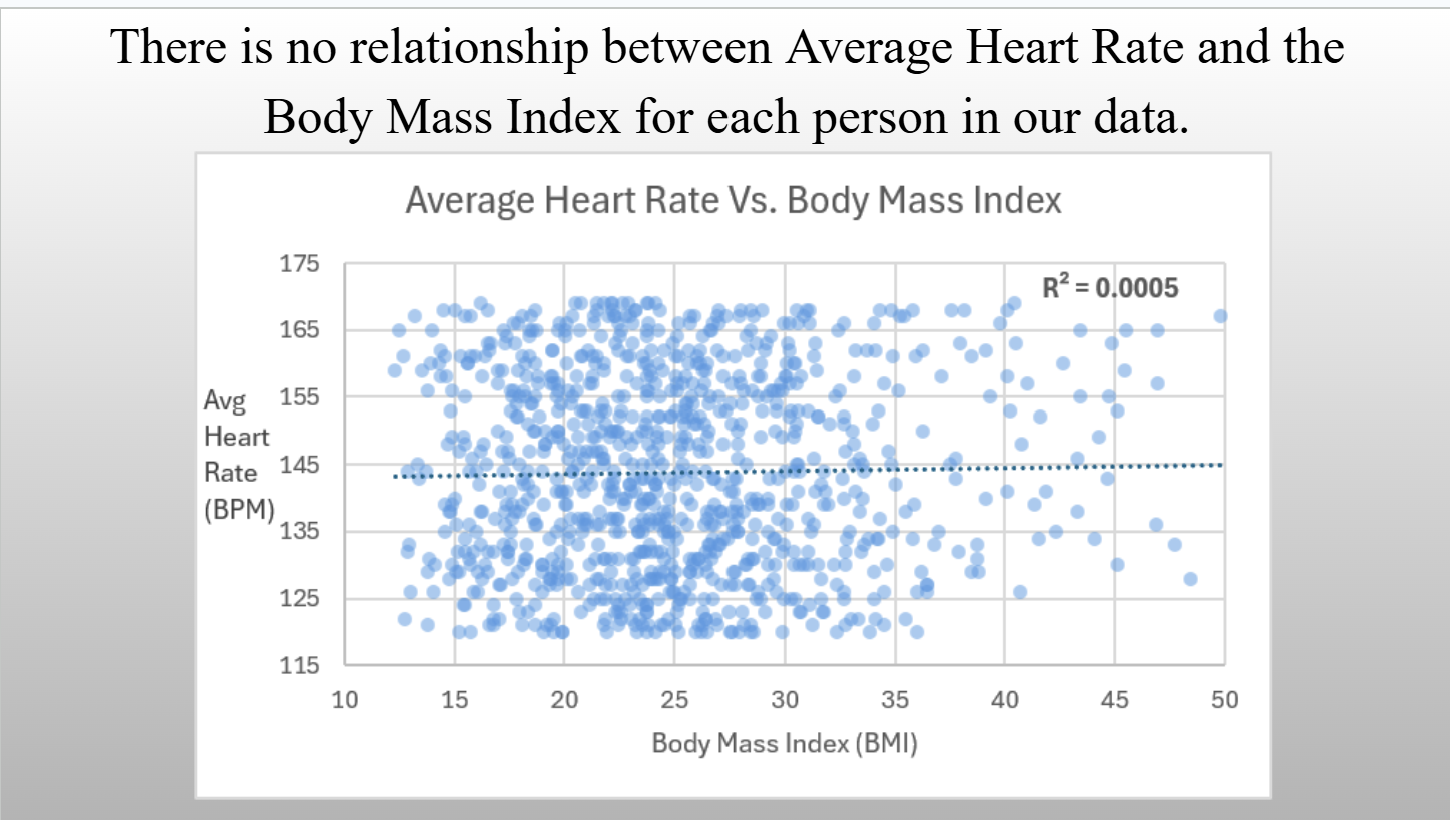 There is no relationship between Average Heart Rate and the
Body Mass Index for each person in our data.
Average Heart Rate Vs. Body Mass Index
R² = 0.0005
175
165
155
145
135
125
115
Avg
Heart
Rate
(BPM)
10 15 20 25 30 35 40 45 50
Body Mass Index (BMI)